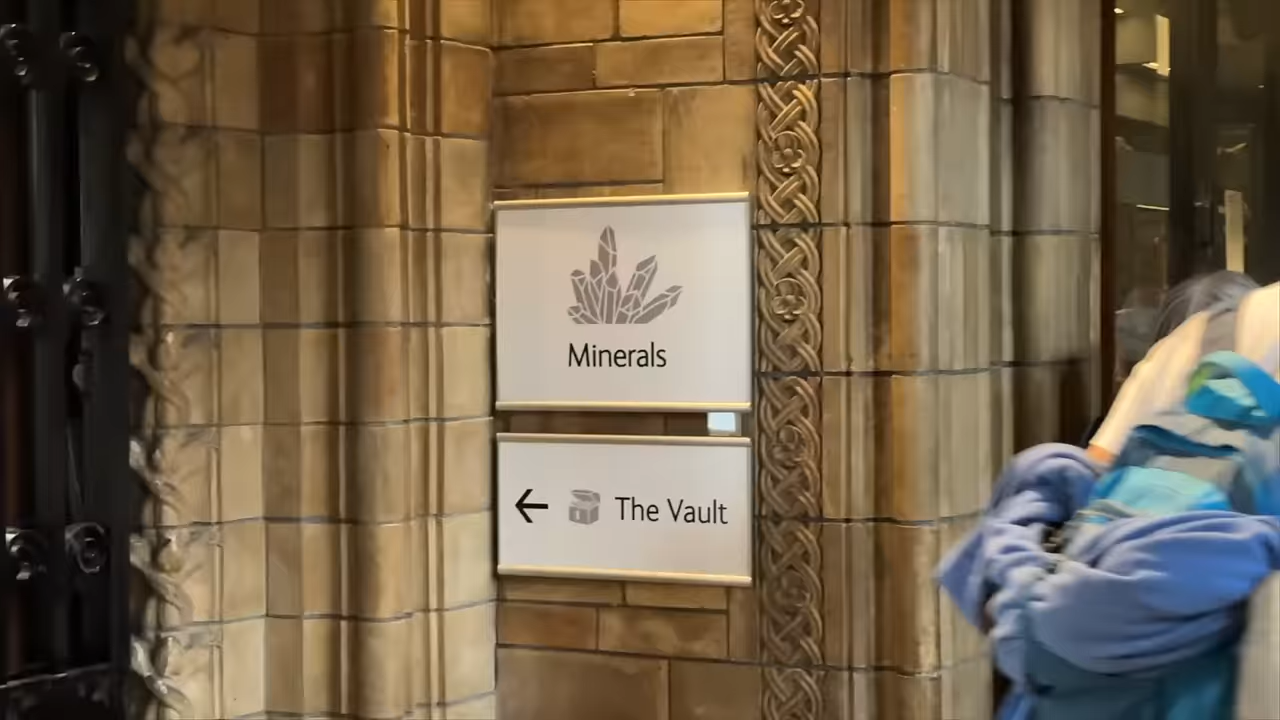 Minerals
← The Vault